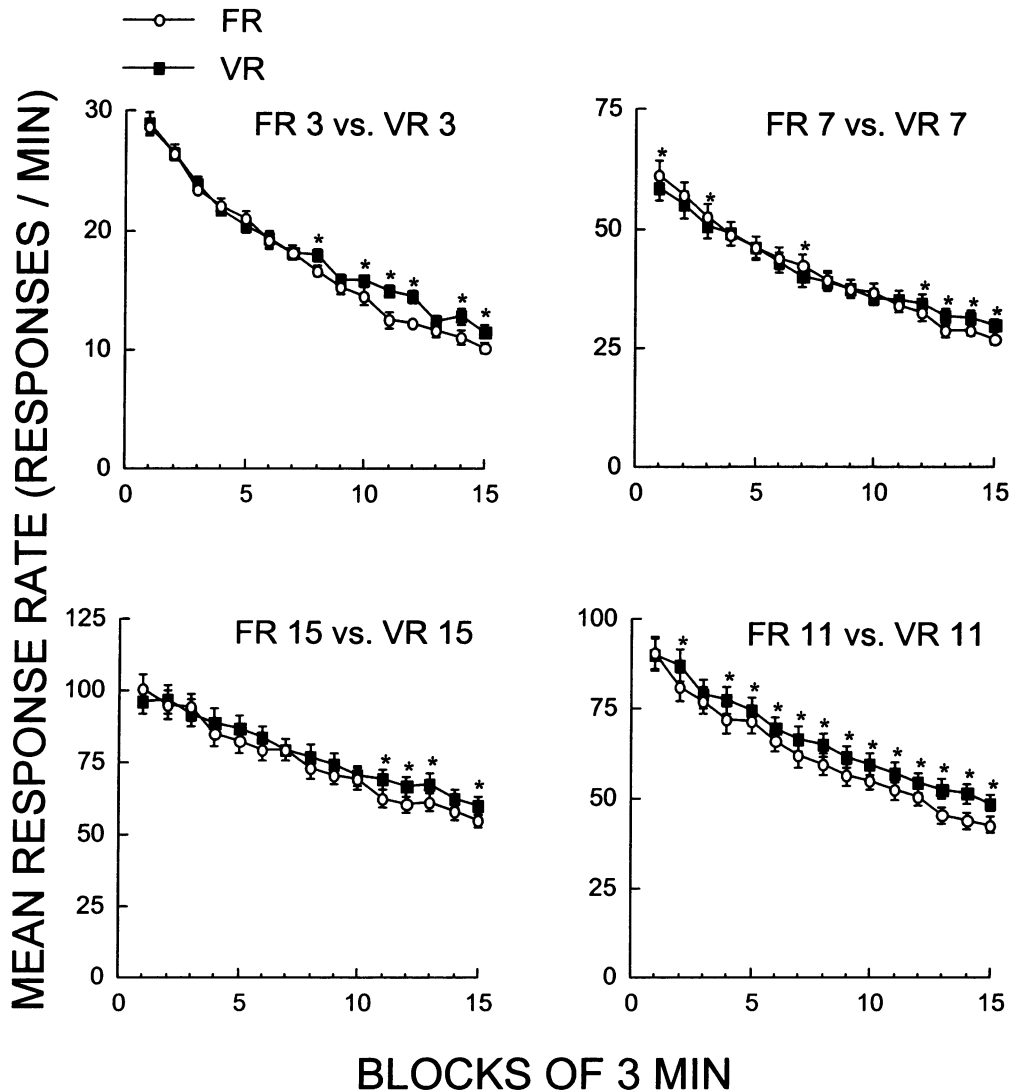 FR
VR
MEAN RESPONSE RATE (RESPONSES / MIN)
FR 3 vs. VR 3
30
20
10
0
0 5 10 15
* * * * * *
FR 7 vs. VR 7
75
50
25
0
0 5 10 15
* * * * * * *
FR 15 vs. VR 15
125
100
75
50
25
0
0 5 10 15
* * * *
FR 11 vs. VR 11
100
75
50
25
0
0 5 10 15
* * * * * * * * * * * * *
BLOCKS OF 3 MIN